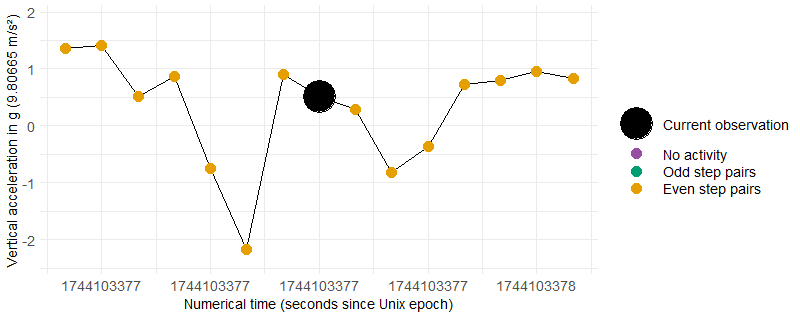 Vertical acceleration in g (9.80665 m/s²)
2
1
0
-1
-2
1744103377 1744103377 1744103377 1744103377 1744103378
Numerical time (seconds since Unix epoch)
Current observation
No activity
Odd step pairs
Even step pairs